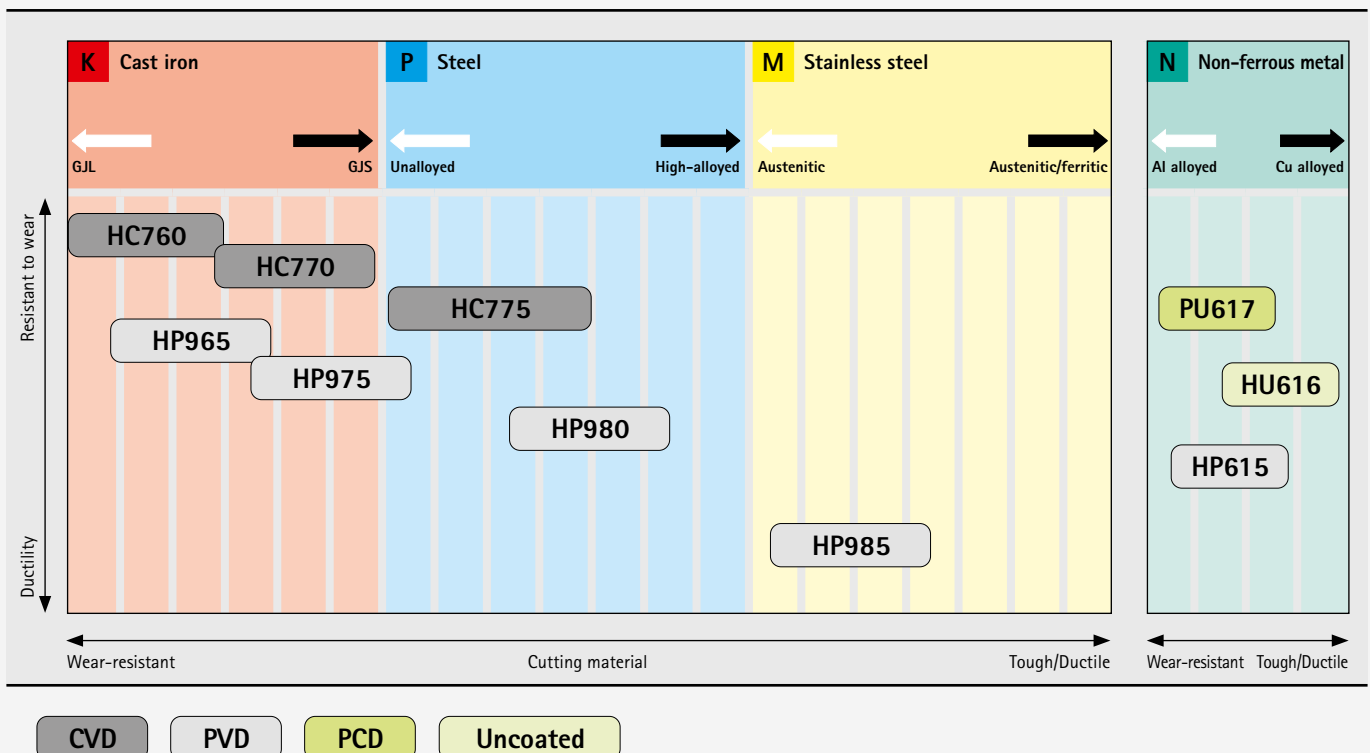 K Cast iron
P Steel
M Stainless steel
N Non-ferrous metal
GJL
GJS
Unalloyed
High-alloyed
Austenitic
Austenitic/ferritic
Al alloyed
Cu alloyed
Resistant to wear
Ductility
HC760
HC770
HC775
PU617
HP965
HP975
HU616
HP980
HP615
HP985
Wear-resistant
Cutting material
Tough/Ductile
Wear-resistant
Tough/Ductile
CVD
PVD
PCD
Uncoated